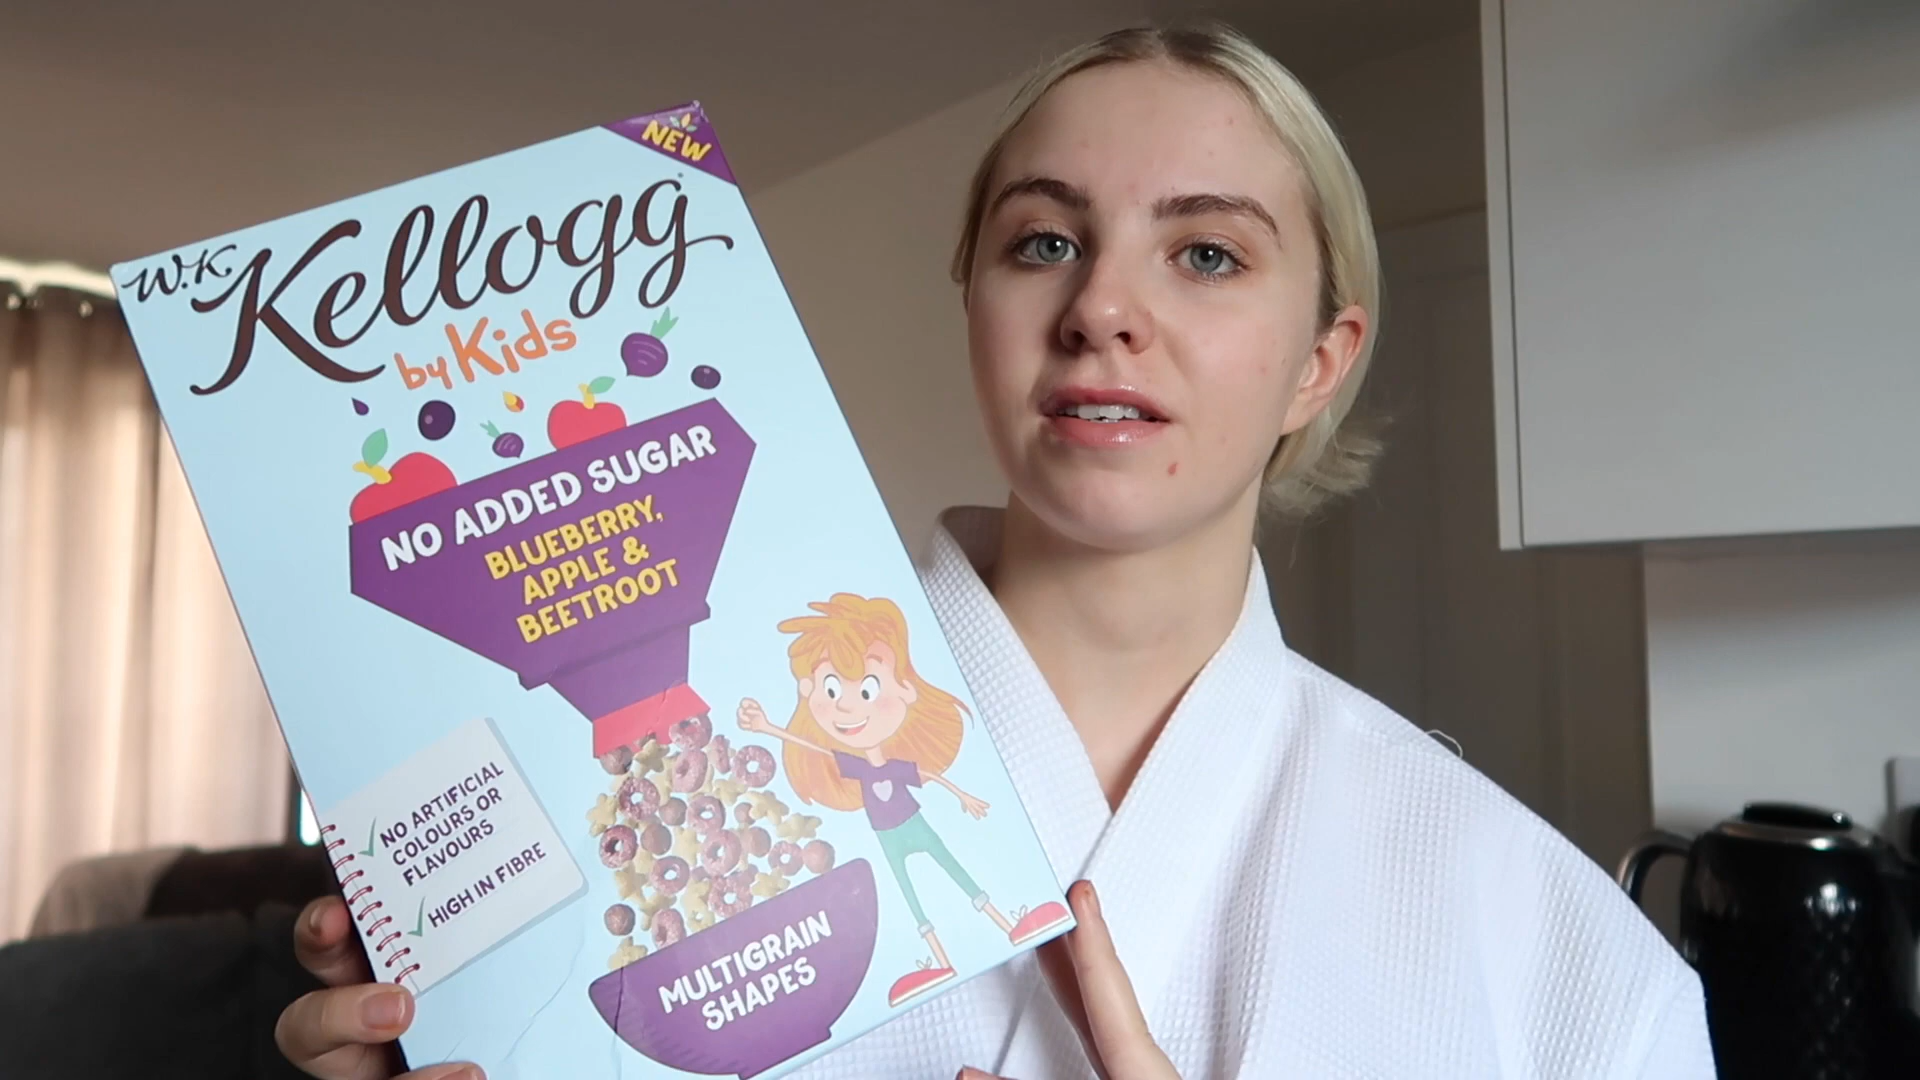 NEW
W.K
Kellogg
by Kids
NO ADDED SUGAR
BLUEBERRY,
APPLE &
BEETROOT
NO ARTIFICIAL
COLOURS OR
FLAVOURS
HIGH IN FIBRE
MULTIGRAIN
SHAPES